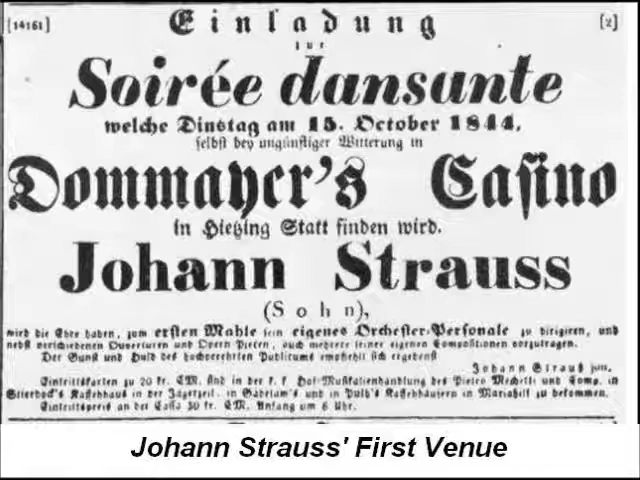 [14161] Einladung [2]
zur
Soirée dansante
welche Dinstag am 15. October 1844,
selbst bey ungünstiger Witterung in
Dommayer's Casino
in Hietzing Statt finden wird.
Johann Strauss
(Sohn),
wird die Ehre haben, zum ersten Mahle sein eigenes Orchester-Personale zu dirigiren, und
nebst verschiedenen Ouverturen und Opern Piecen, auch mehrere seiner eigenen Compositionen vorzutragen.
Der Gunst und Huld des hochverehrten Publicums empfiehlt sich ergebenst
Johann Strauß jun.
Eintrittskarten zu 20 kr. CM. sind in der k. k. Hof-Musikalienhandlung des Pietro Mechetti und Comp. in
Stierbock's Kaffehhaus in der Jägerzeil, in Gabesam's und in Puth's Kaffehhäusern in Mariahilf zu bekommen.
Eintrittspreis an der Cassa 30 kr. CM. Anfang um 6 Uhr.
Johann Strauss' First Venue